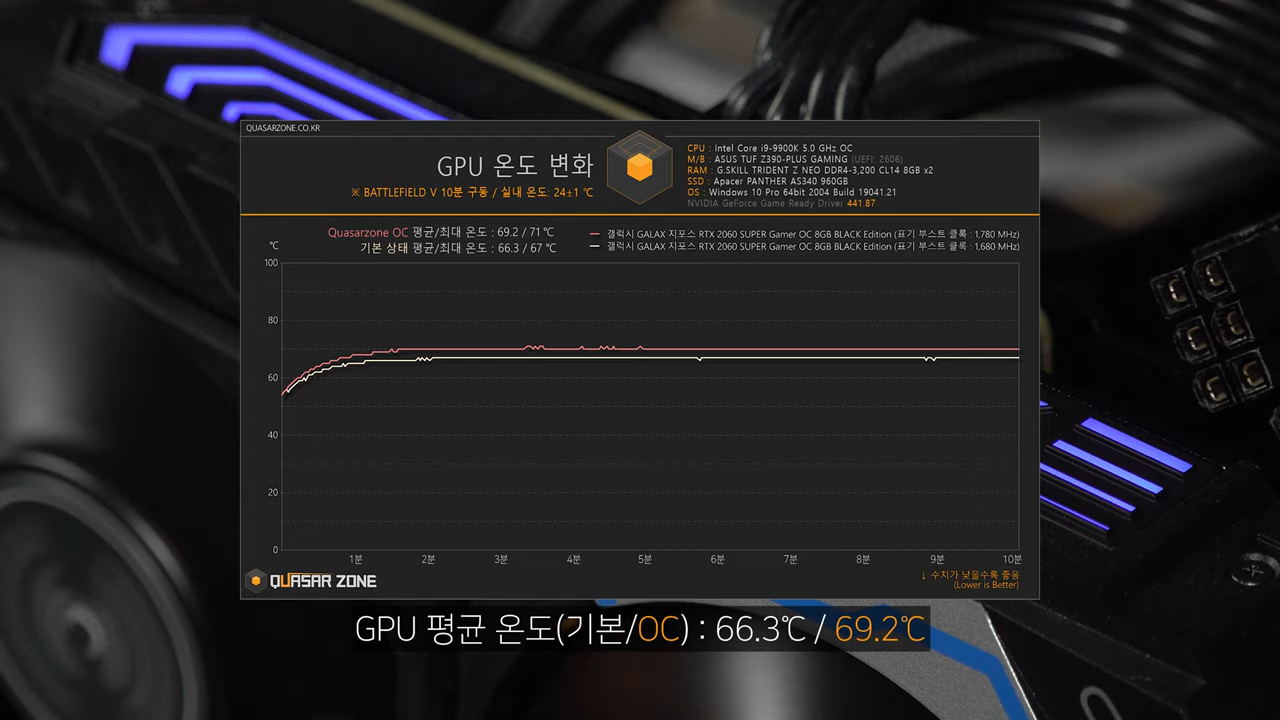 QUASARZONE.CO.KR
GPU 온도 변화
※ BATTLEFIELD V 10분 구동 / 실내 온도: 24±1 ℃
CPU : Intel Core i9-9900K 5.0 GHz OC
M/B : ASUS TUF Z390-PLUS GAMING (UEFI: 2606)
RAM : G.SKILL TRIDENT Z NEO DDR4-3,200 CL14 8GB x2
SSD : Apacer PANTHER AS340 960GB
OS : Windows 10 Pro 64bit 2004 Build 19041.21
NVIDIA GeForce Game Ready Driver 441.87
Quasarzone OC 평균/최대 온도 : 69.2 / 71 ℃
기본 상태 평균/최대 온도 : 66.3 / 67 ℃
갤럭시 GALAX 지포스 RTX 2060 SUPER Gamer OC 8GB BLACK Edition (표기 부스트 클록 : 1,780 MHz)
갤럭시 GALAX 지포스 RTX 2060 SUPER Gamer OC 8GB BLACK Edition (표기 부스트 클록 : 1,680 MHz)
℃
100
80
60
40
20
0
1분 2분 3분 4분 5분 6분 7분 8분 9분 10분
↓ 수치가 낮을수록 좋음
(Lower is Better)
QUASAR ZONE
GPU 평균 온도(기본/OC) : 66.3℃ / 69.2℃